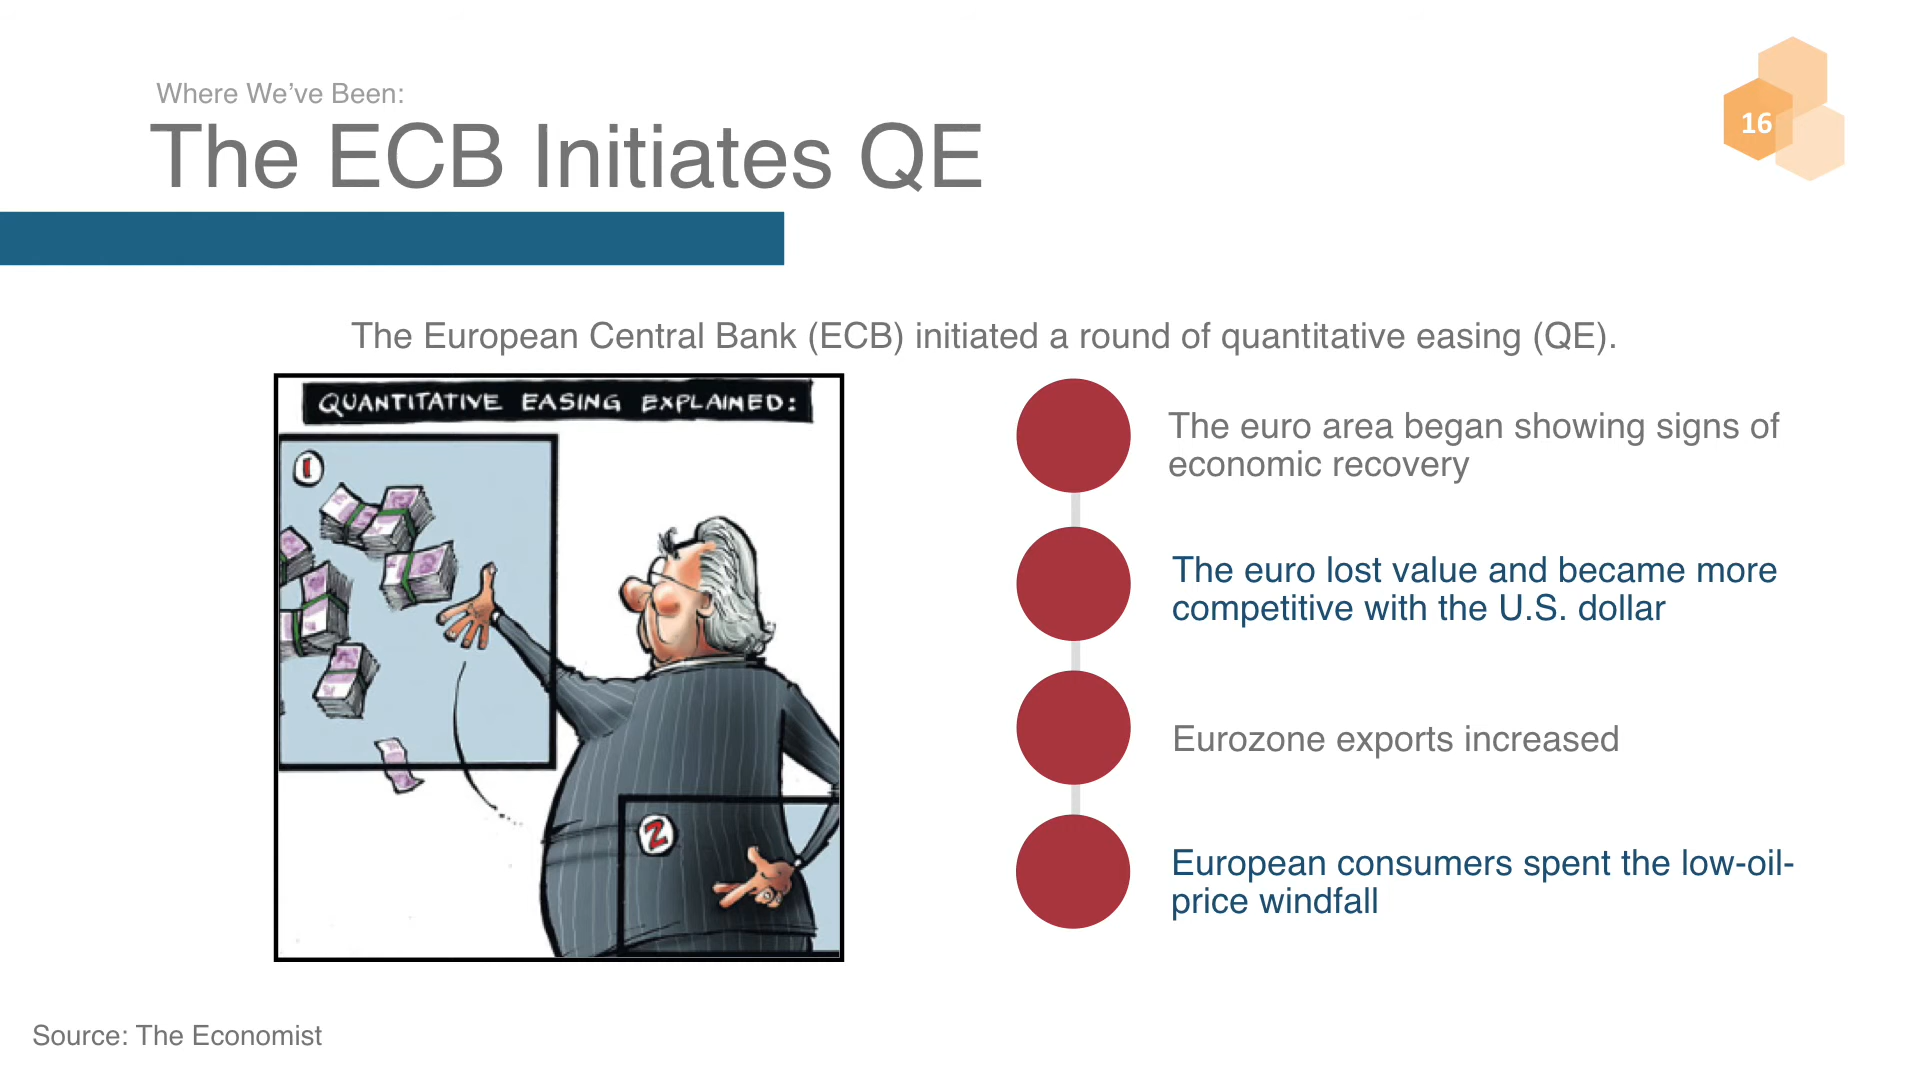 Where We’ve Been:
The ECB Initiates QE
16
The European Central Bank (ECB) initiated a round of quantitative easing (QE).
QUANTITATIVE EASING EXPLAINED:
1
2
The euro area began showing signs of
economic recovery
The euro lost value and became more
competitive with the U.S. dollar
Eurozone exports increased
European consumers spent the low-oil-
price windfall
Source: The Economist